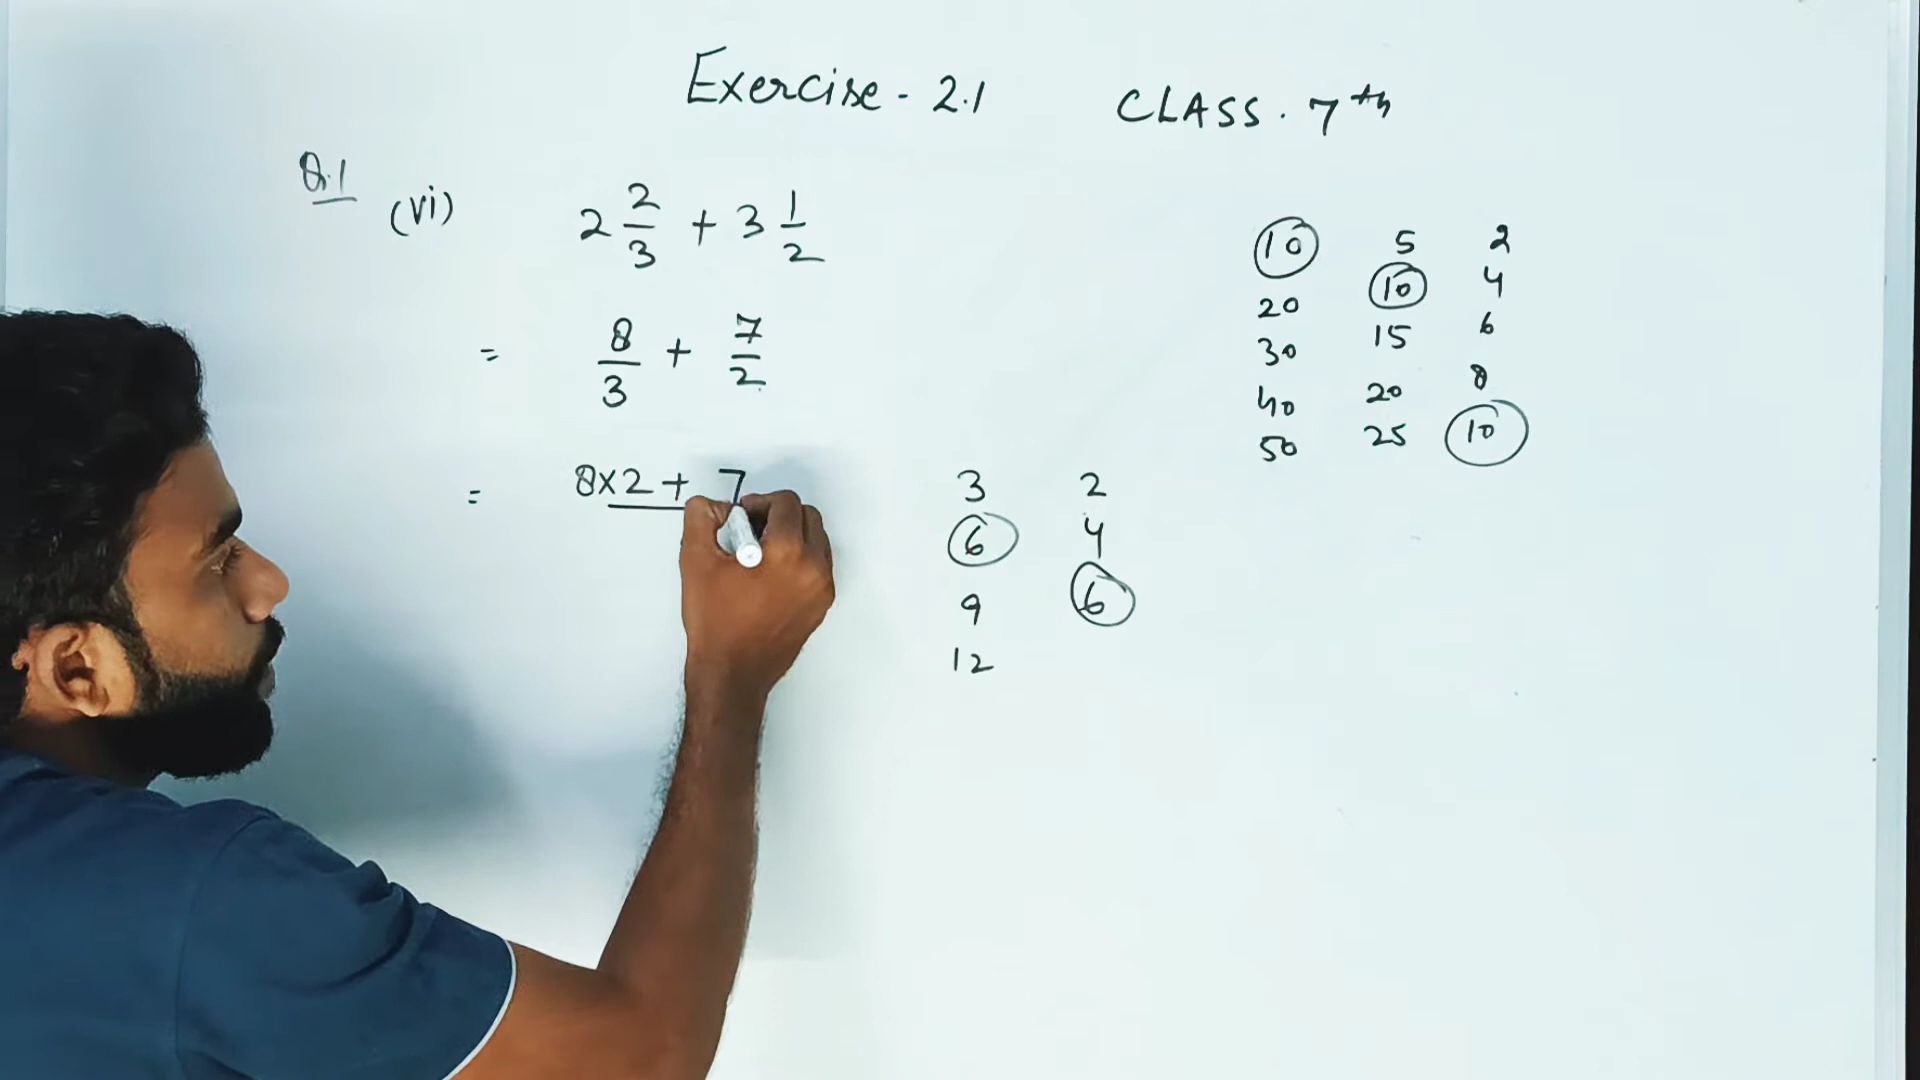 Exercise - 2.1
CLASS. 7th
Q.1
(vi) 2 2/3 + 3 1/2
= 8/3 + 7/2
= 8×2 + 7
3 2
6 4
9 6
12
10 5 2
20 10 4
30 15 6
40 20 8
50 25 10